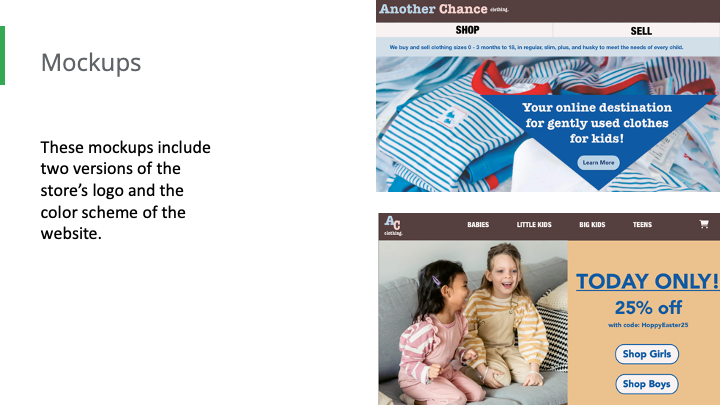 Mockups
These mockups include
two versions of the
store’s logo and the
color scheme of the
website.
Another Chance clothing.
SHOP SELL
We buy and sell clothing sizes 0 - 3 months to 18, in regular, slim, plus, and husky to meet the needs of every child.
Your online destination
for gently used clothes
for kids!
Learn More
AC
clothing.
BABIES LITTLE KIDS BIG KIDS TEENS
TODAY ONLY!
25% off
with code: HoppyEaster25
Shop Girls
Shop Boys